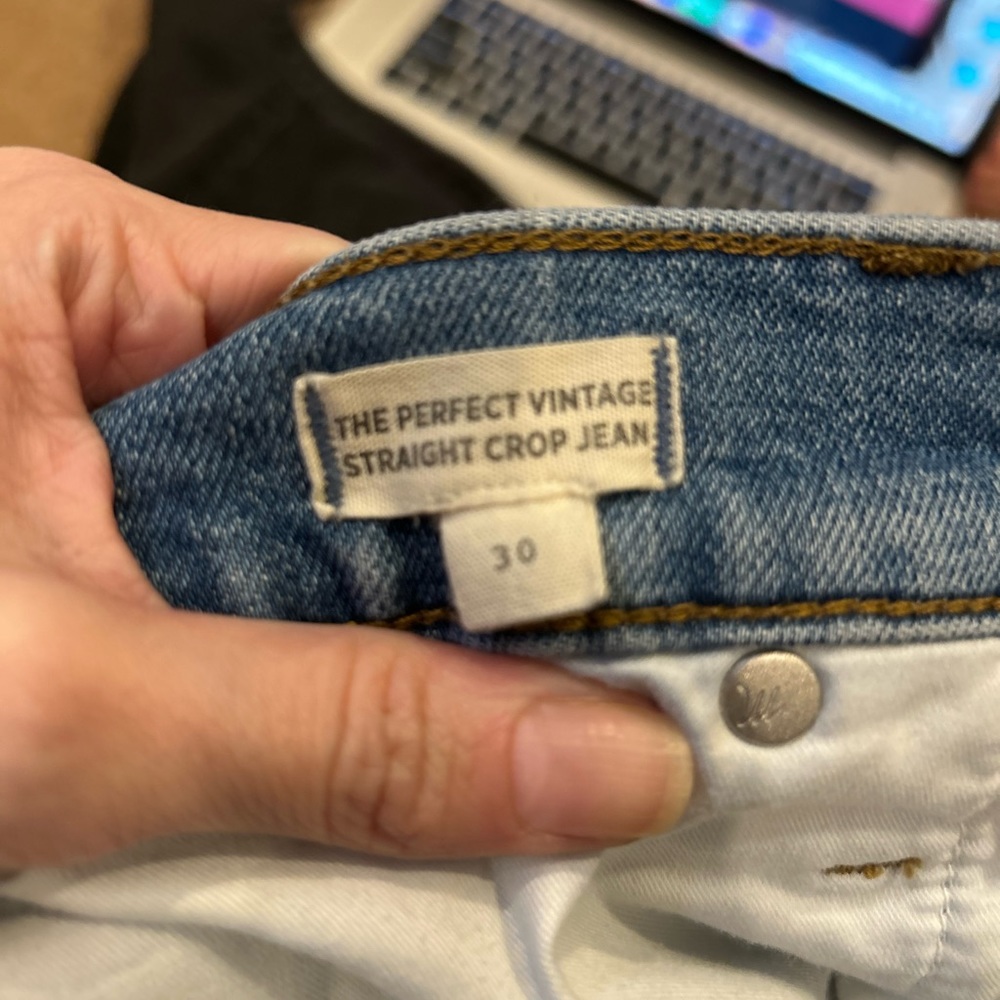 THE PERFECT VINTAGE
STRAIGHT CROP JEAN
30